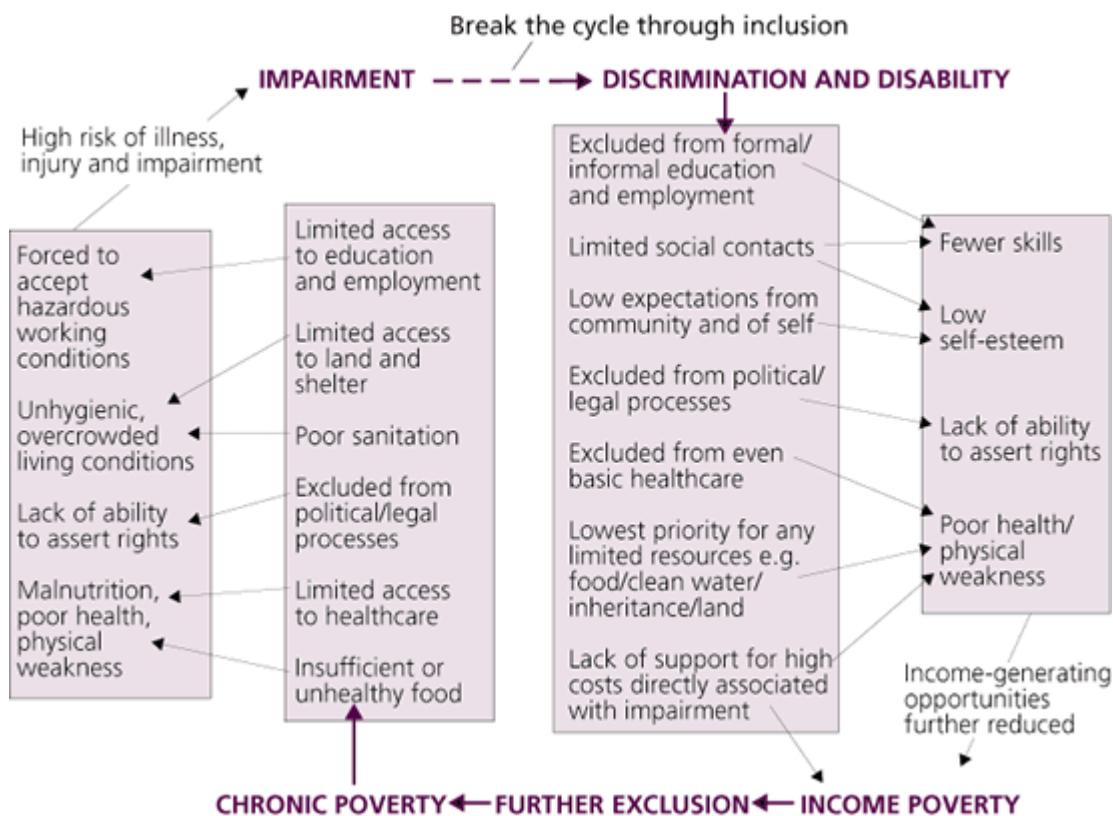 Break the cycle through inclusion
IMPAIRMENT
DISCRIMINATION AND DISABILITY
High risk of illness,
injury and impairment
Forced to
accept
hazardous
working
conditions
Unhygienic,
overcrowded
living conditions
Lack of ability
to assert rights
Malnutrition,
poor health,
physical
weakness
Limited access
to education
and employment
Limited access
to land and
shelter
Poor sanitation
Excluded from
political/legal
processes
Limited access
to healthcare
Insufficient or
unhealthy food
Excluded from formal/
informal education
and employment
Limited social contacts
Low expectations from
community and of self
Excluded from political/
legal processes
Excluded from even
basic healthcare
Lowest priority for any
limited resources e.g.
food/clean water/
inheritance/land
Lack of support for high
costs directly associated
with impairment
Fewer skills
Low
self-esteem
Lack of ability
to assert rights
Poor health/
physical
weakness
Income-generating
opportunities
further reduced
CHRONIC POVERTY
FURTHER EXCLUSION
INCOME POVERTY